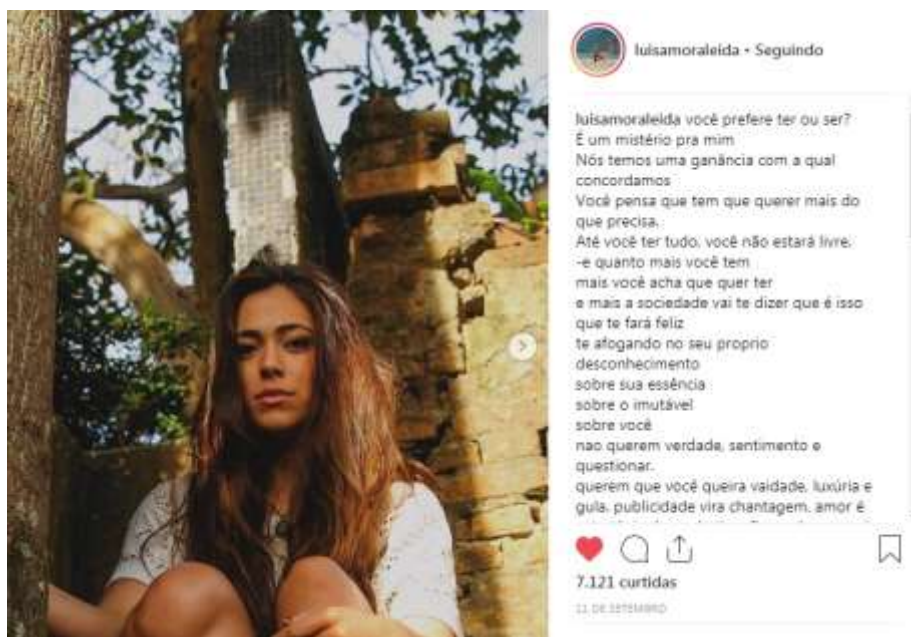 luisamoraleida • Seguindo
luisamoraleida você prefere ter ou ser?
É um mistério pra mim
Nós temos uma ganância com a qual
concordamos
Você pensa que tem que querer mais do
que precisa.
Até você ter tudo, você não estará livre.
-e quanto mais você tem
mais você acha que quer ter
e mais a sociedade vai te dizer que é isso
que te fará feliz
te afogando no seu proprio
desconhecimento
sobre sua essência
sobre o imutável
sobre você
nao querem verdade, sentimento e
questionar.
querem que você queira vaidade, luxúria e
gula. publicidade vira chantagem. amor é
7.121 curtidas
11 DE SETEMBRO